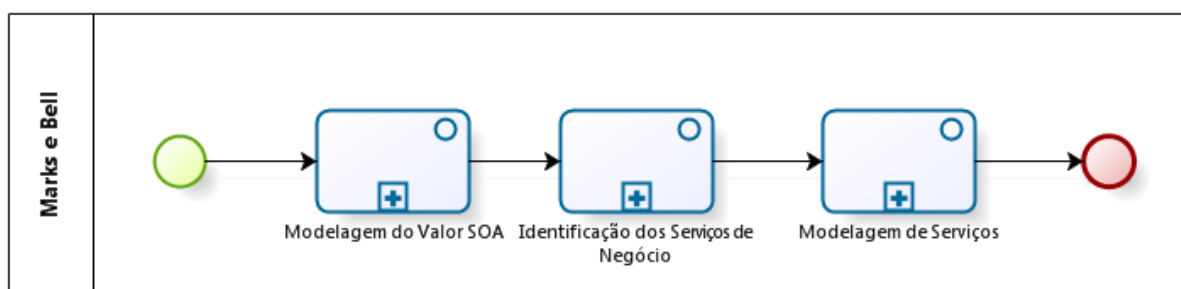 Marks e Bell
Modelagem do Valor SOA
Identificação dos Serviços de
Negócio
Modelagem de Serviços